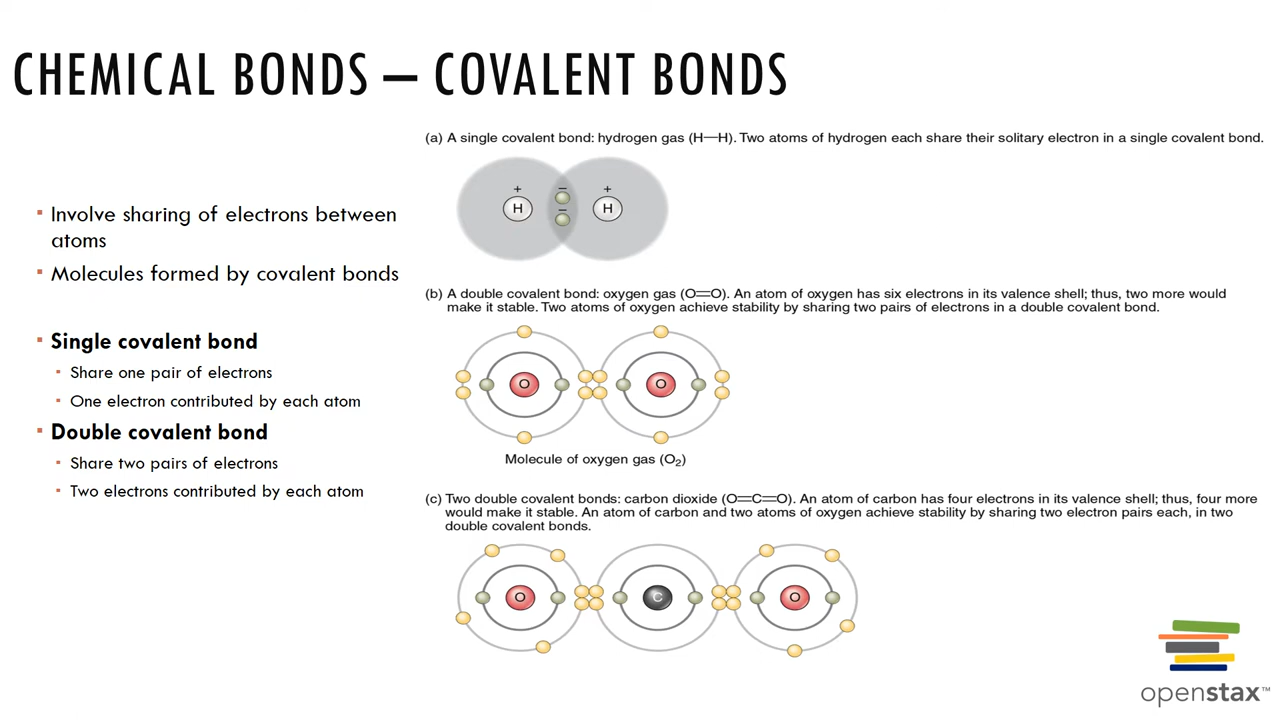 CHEMICAL BONDS – COVALENT BONDS
▪ Involve sharing of electrons between
atoms
▪ Molecules formed by covalent bonds
▪ Single covalent bond
▪ Share one pair of electrons
▪ One electron contributed by each atom
▪ Double covalent bond
▪ Share two pairs of electrons
▪ Two electrons contributed by each atom
(a) A single covalent bond: hydrogen gas (H—H). Two atoms of hydrogen each share their solitary electron in a single covalent bond.
+ – +
H – H
(b) A double covalent bond: oxygen gas (O=O). An atom of oxygen has six electrons in its valence shell; thus, two more would
make it stable. Two atoms of oxygen achieve stability by sharing two pairs of electrons in a double covalent bond.
O O
Molecule of oxygen gas (O₂)
(c) Two double covalent bonds: carbon dioxide (O=C=O). An atom of carbon has four electrons in its valence shell; thus, four more
would make it stable. An atom of carbon and two atoms of oxygen achieve stability by sharing two electron pairs each, in two
double covalent bonds.
O C O
openstax™